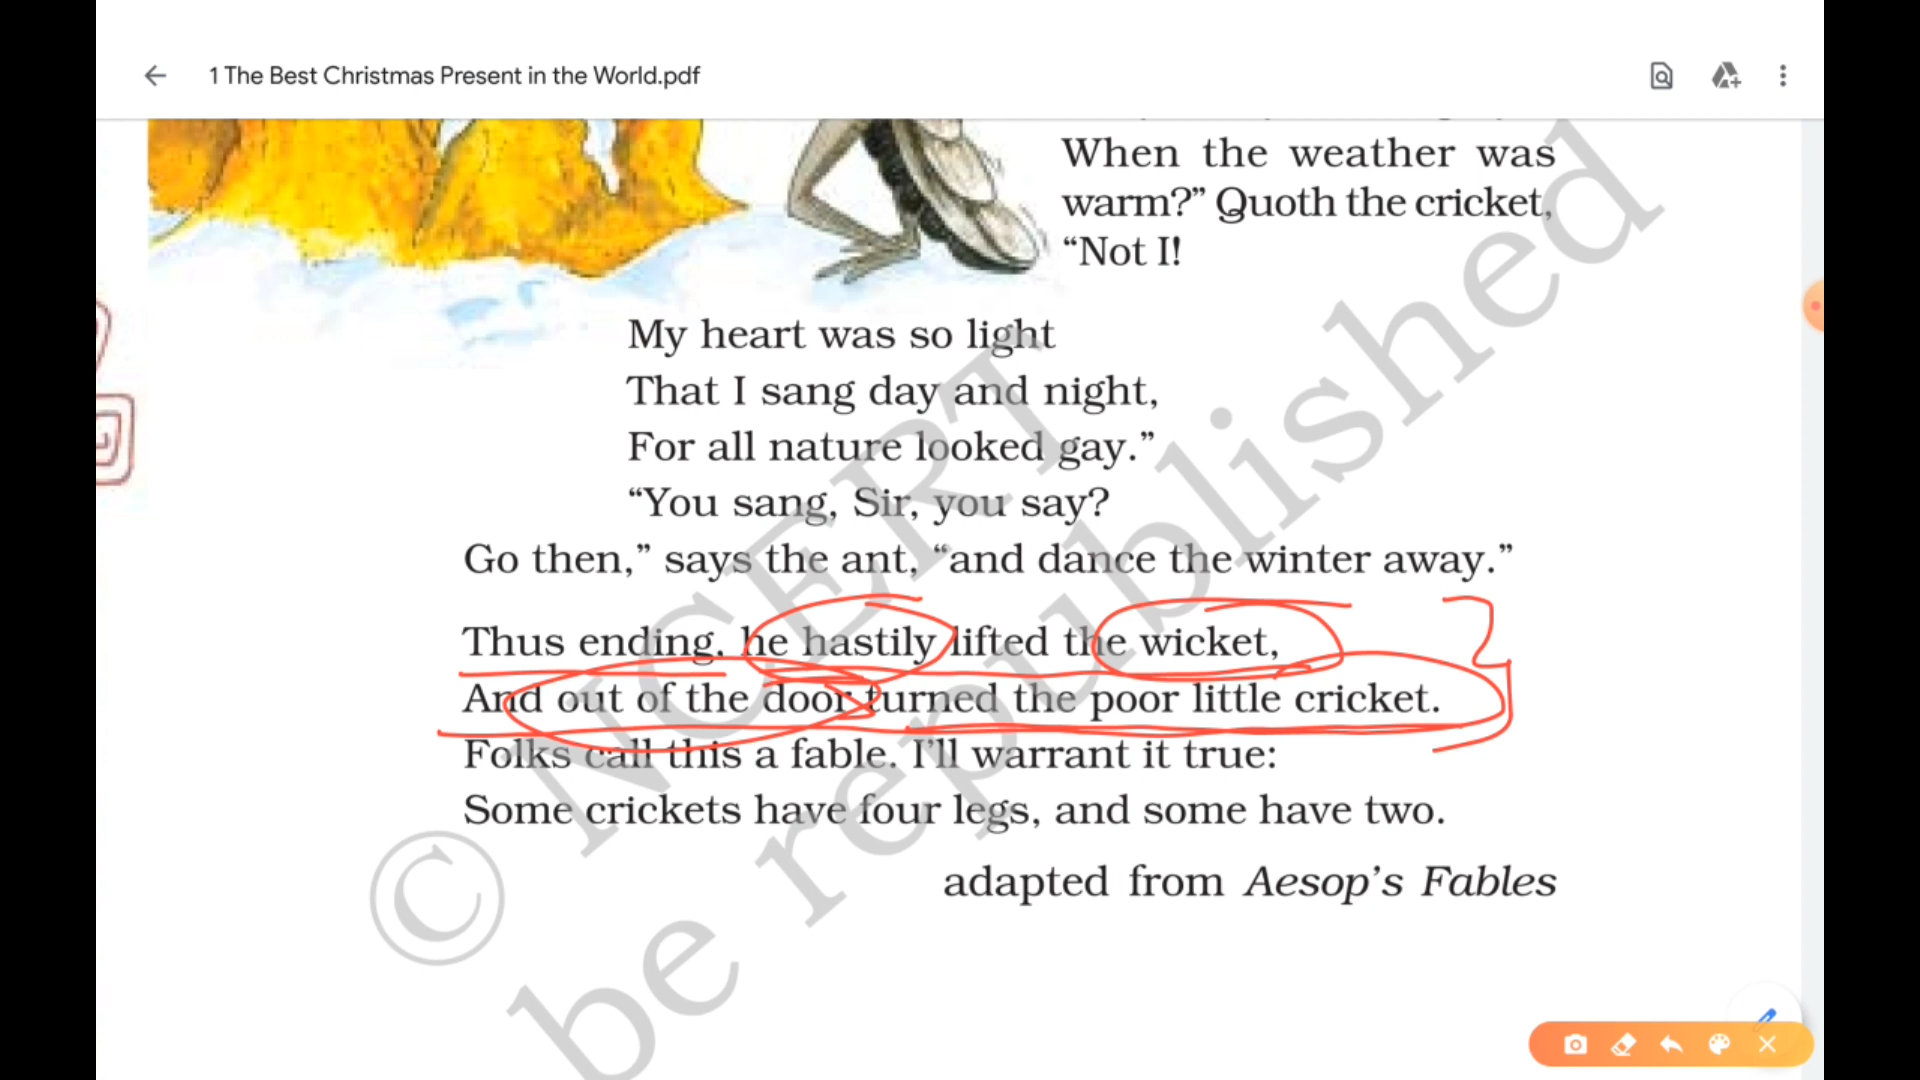 1 The Best Christmas Present in the World.pdf
When the weather was
warm?” Quoth the cricket,
“Not I!
My heart was so light
That I sang day and night,
For all nature looked gay.”
“You sang, Sir, you say?
Go then,” says the ant, “and dance the winter away.”
Thus ending, he hastily lifted the wicket,
And out of the door turned the poor little cricket.
Folks call this a fable. I’ll warrant it true:
Some crickets have four legs, and some have two.
adapted from Aesop’s Fables
© NCERT
be republished